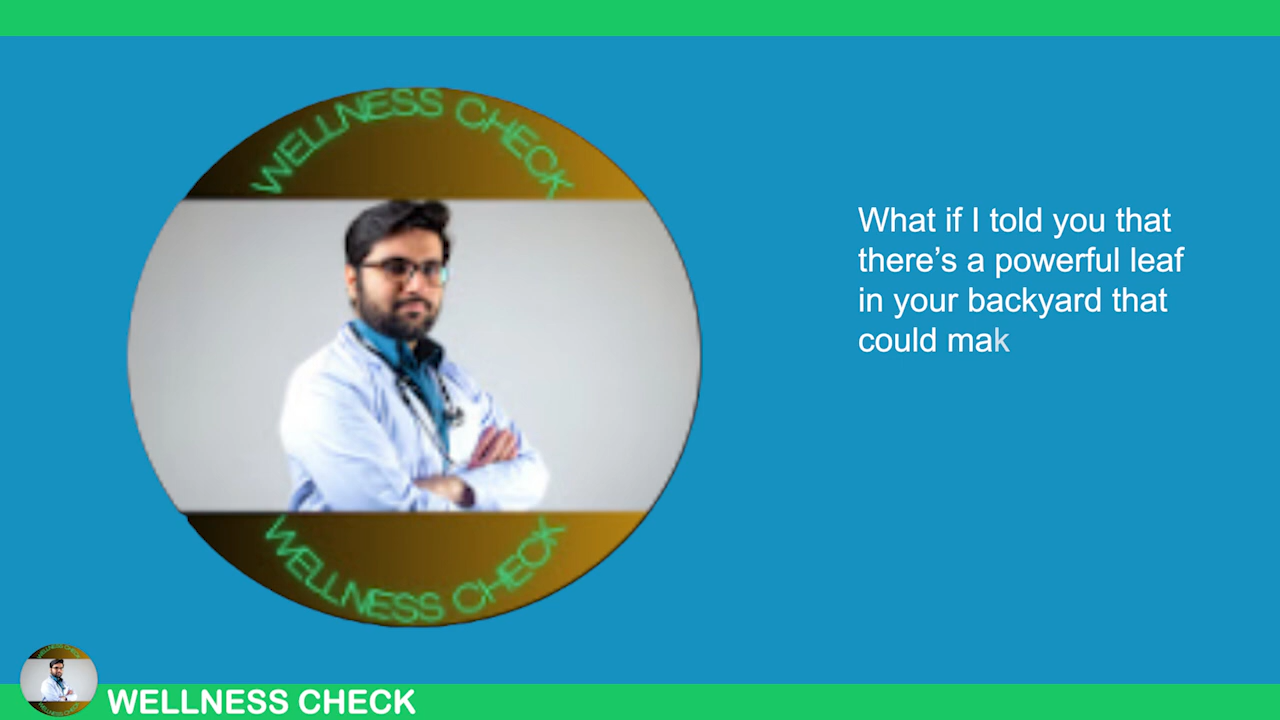 WELLNESS CHECK
What if I told you that
there’s a powerful leaf
in your backyard that
could mak
WELLNESS CHECK
WELLNESS CHECK